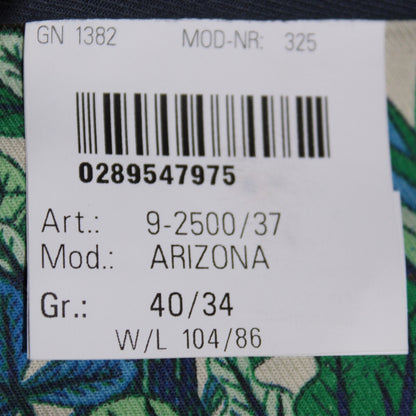 GN 1382 MOD-NR: 325
0289547975
Art.: 9-2500/37
Mod.: ARIZONA
Gr.: 40/34
W/L 104/86